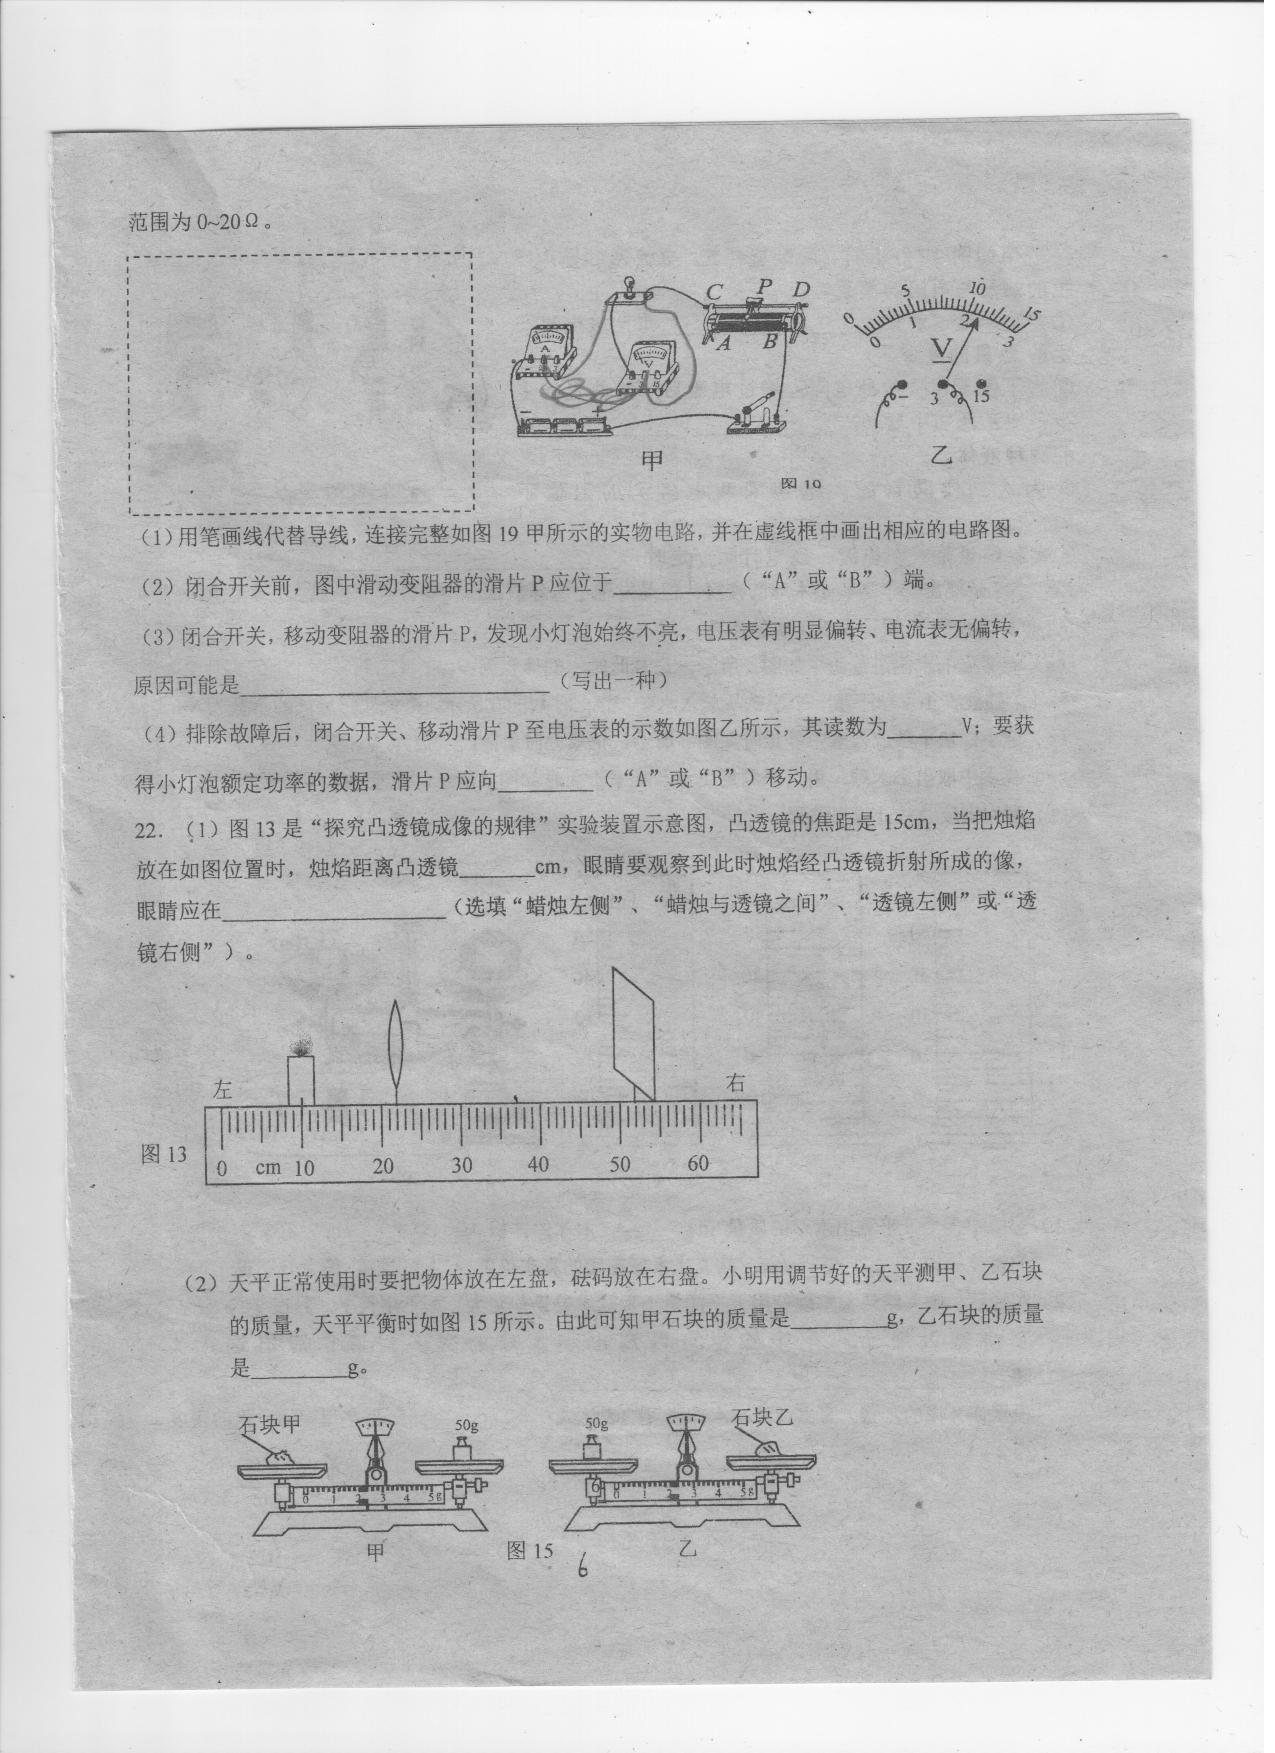 范围为 0~20Ω。
C P D
A B
A
V
- +
甲
0 5 10 15
0 1 2 3
V
- 3 15
乙
图 19
(1)用笔画线代替导线，连接完整如图 19 甲所示的实物电路，并在虚线框中画出相应的电路图。
(2) 闭合开关前，图中滑动变阻器的滑片 P 应位于__________（“A”或“B”）端。
(3)闭合开关，移动变阻器的滑片 P，发现小灯泡始终不亮，电压表有明显偏转、电流表无偏转，
原因可能是__________________________（写出一种）
(4) 排除故障后，闭合开关、移动滑片 P 至电压表的示数如图乙所示，其读数为______V；要获
得小灯泡额定功率的数据，滑片 P 应向________（“A”或“B”）移动。
22.（1）图 13 是“探究凸透镜成像的规律”实验装置示意图，凸透镜的焦距是 15cm，当把烛焰
放在如图位置时，烛焰距离凸透镜______cm，眼睛要观察到此时烛焰经凸透镜折射所成的像，
眼睛应在__________________（选填“蜡烛左侧”、“蜡烛与透镜之间”、“透镜左侧”或“透
镜右侧”）。
左 右
图 13
0 cm 10 20 30 40 50 60
（2）天平正常使用时要把物体放在左盘，砝码放在右盘。小明用调节好的天平测甲、乙石块
的质量，天平平衡时如图 15 所示。由此可知甲石块的质量是________g，乙石块的质量
是________g。
石块甲 50g 50g 石块乙
0 1 2 3 4 5g
6 0 1 2 3 4 5g
甲 图 15 乙
6